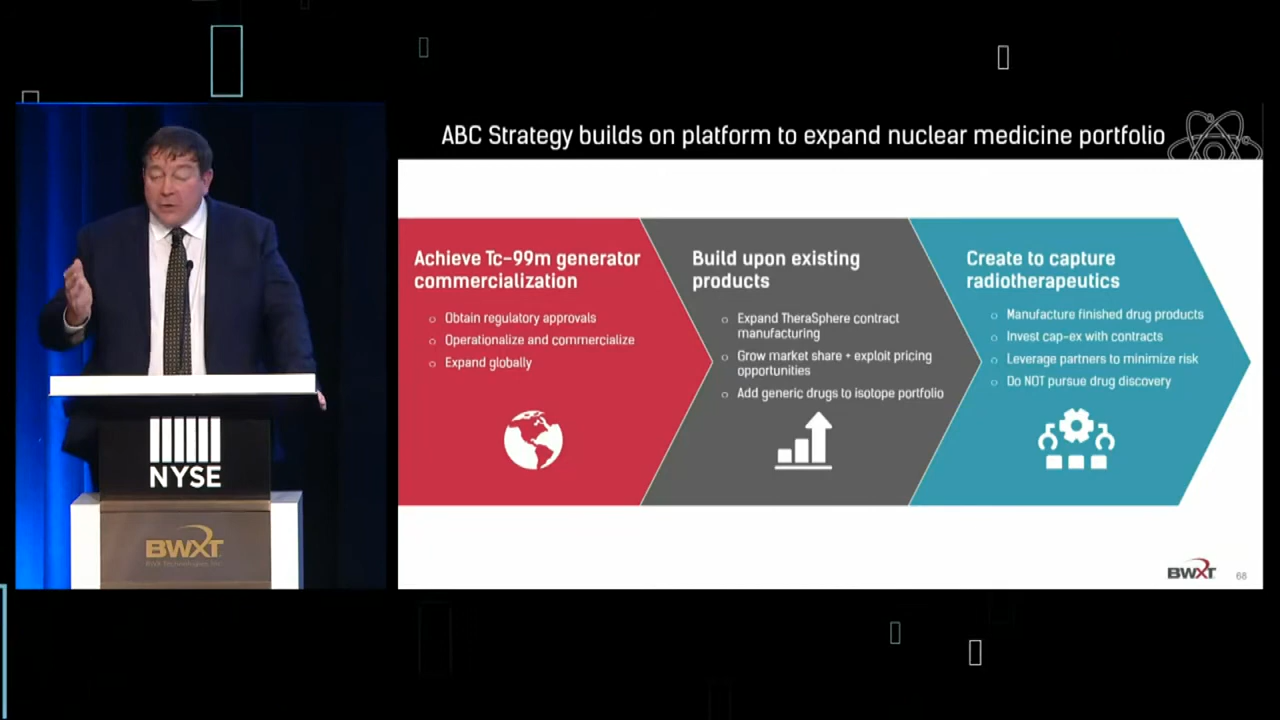 ABC Strategy builds on platform to expand nuclear medicine portfolio
Achieve Tc-99m generator
commercialization
Obtain regulatory approvals
Operationalize and commercialize
Expand globally
Build upon existing
products
Expand TheraSphere contract
manufacturing
Grow market share + exploit pricing
opportunities
Add generic drugs to isotope portfolio
Create to capture
radiotherapeutics
Manufacture finished drug products
Invest cap-ex with contracts
Leverage partners to minimize risk
Do NOT pursue drug discovery
NYSE
BWXT
BWXT
68